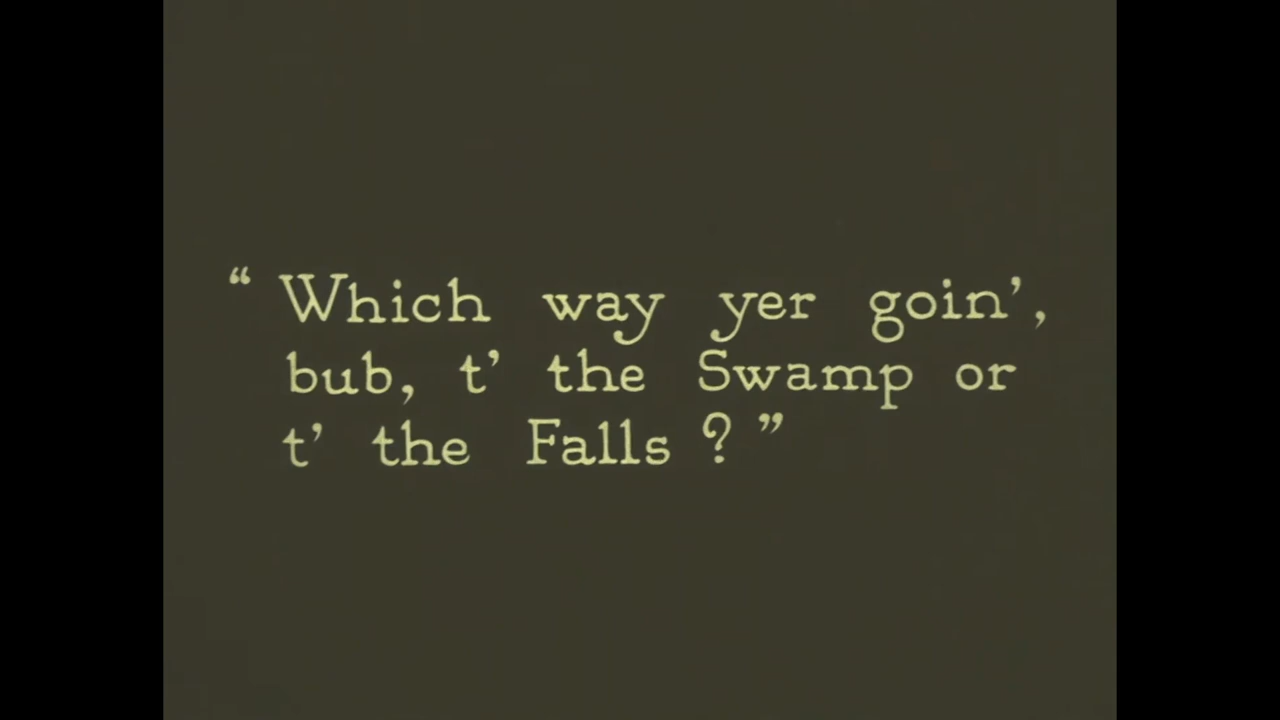 “ Which way yer goin’,
bub, t’ the Swamp or
t’ the Falls ? ”